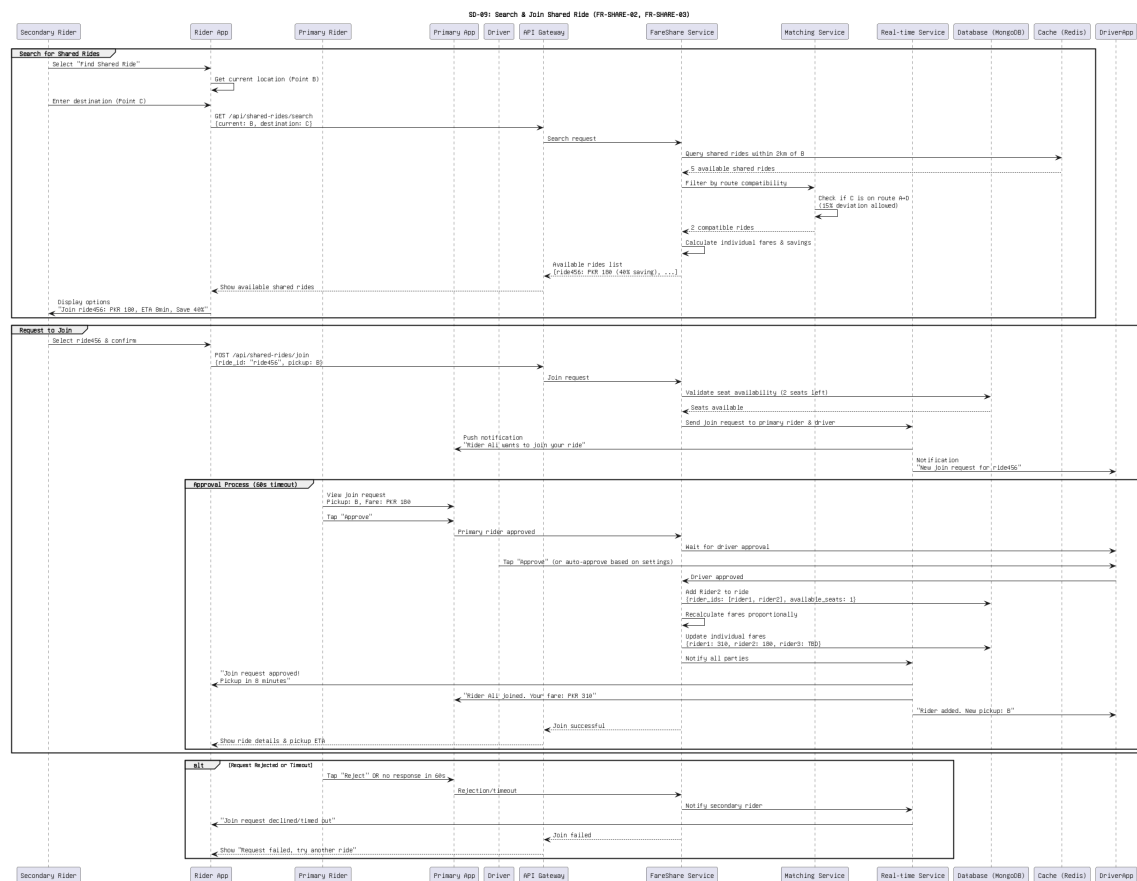 SD-09: Search & Join Shared Ride (FR-SHARE-02, FR-SHARE-03)
Secondary Rider
Rider App
Primary Rider
Primary App
Driver
API Gateway
FareShare Service
Matching Service
Real-time Service
Database (MongoDB)
Cache (Redis)
DriverApp
Search for Shared Rides
Select "Find Shared Ride"
Get current location (Point B)
Enter destination (Point C)
GET /api/shared-rides/search
{current: B, destination: C}
Search request
Query shared rides within 2km of B
5 available shared rides
Filter by route compatibility
Check if C is on route A→D
(15% deviation allowed)
2 compatible rides
Calculate individual fares & savings
Available rides list
[ride456: PKR 180 (40% saving), ...]
Show available shared rides
Display options
"Join ride456: PKR 180, ETA 8min, Save 40%"
Request to Join
Select ride456 & confirm
POST /api/shared-rides/join
{ride_id: "ride456", pickup: B}
Join request
Validate seat availability (2 seats left)
Seats available
Send join request to primary rider & driver
Push notification
"Rider Ali wants to join your ride"
Notification
"New join request for ride456"
Approval Process (60s timeout)
View join request
Pickup: B, Fare: PKR 180
Tap "Approve"
Primary rider approved
Wait for driver approval
Tap "Approve" (or auto-approve based on settings)
Driver approved
Add Rider2 to ride
{rider_ids: [rider1, rider2], available_seats: 1}
Recalculate fares proportionally
Update individual fares
{rider1: 310, rider2: 180, rider3: TBD}
Notify all parties
"Join request approved!
Pickup in 8 minutes"
"Rider Ali joined. Your fare: PKR 310"
"Rider added. New pickup: B"
Join successful
Show ride details & pickup ETA
alt
[Request Rejected or Timeout]
Tap "Reject" OR no response in 60s
Rejection/timeout
Notify secondary rider
"Join request declined/timed out"
Join failed
Show "Request failed, try another ride"
Secondary Rider
Rider App
Primary Rider
Primary App
Driver
API Gateway
FareShare Service
Matching Service
Real-time Service
Database (MongoDB)
Cache (Redis)
DriverApp